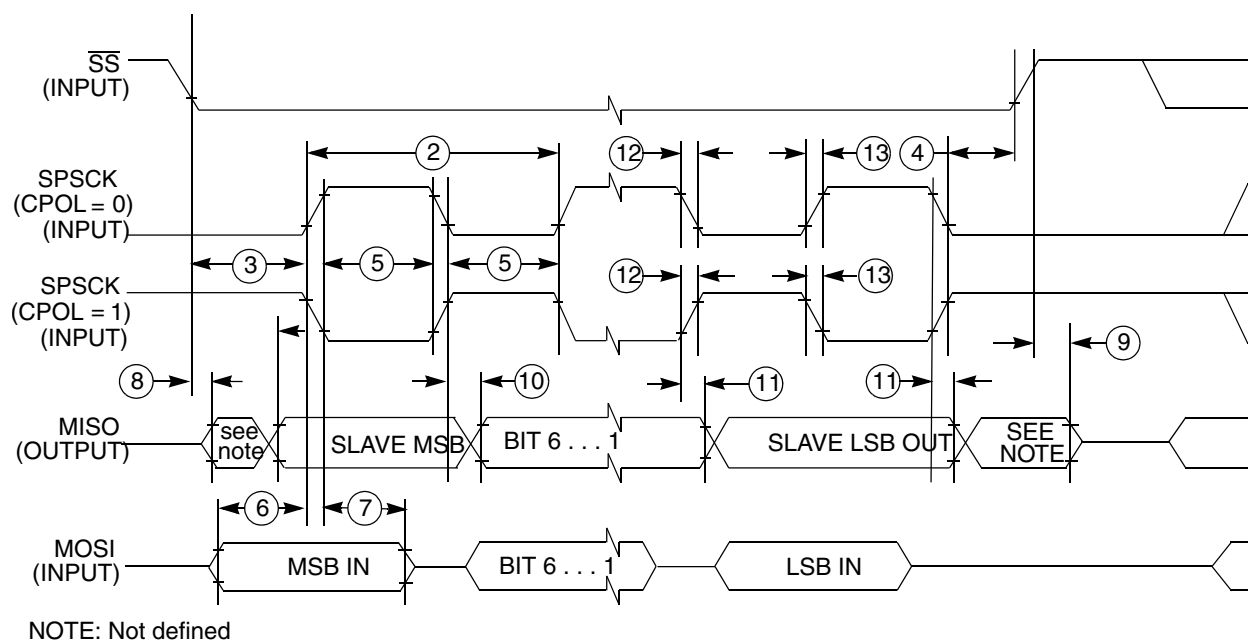 SS
(INPUT)
2
12
13
4
SPSCK
(CPOL = 0)
(INPUT)
3
5
5
12
13
SPSCK
(CPOL = 1)
(INPUT)
9
8
10
11
11
MISO
(OUTPUT)
see
note
SLAVE MSB
BIT 6 . . . 1
SLAVE LSB OUT
SEE
NOTE
6
7
MOSI
(INPUT)
MSB IN
BIT 6 . . . 1
LSB IN
NOTE: Not defined